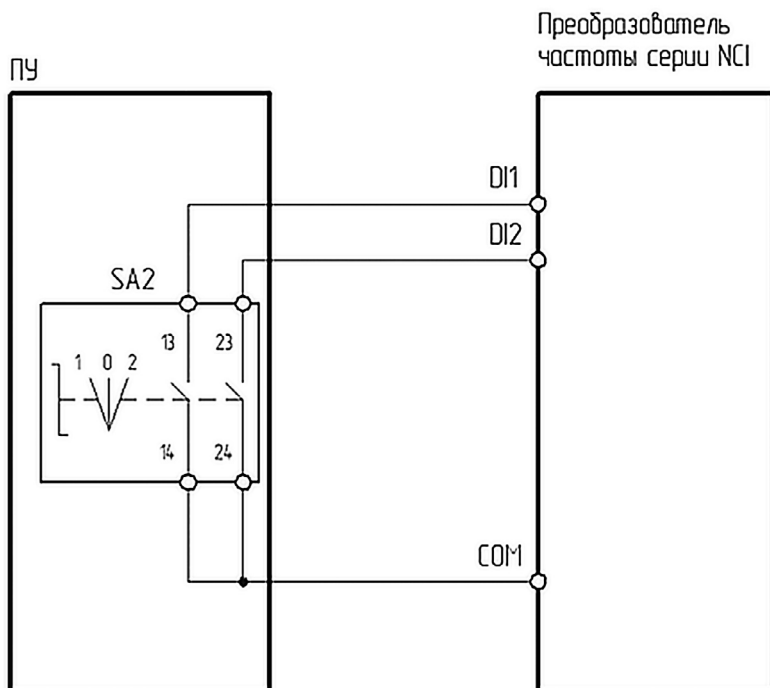 Преобразователь
частоты серии NCI
ПУ
DI1
DI2
SA2
13 23
1 0 2
14 24
COM